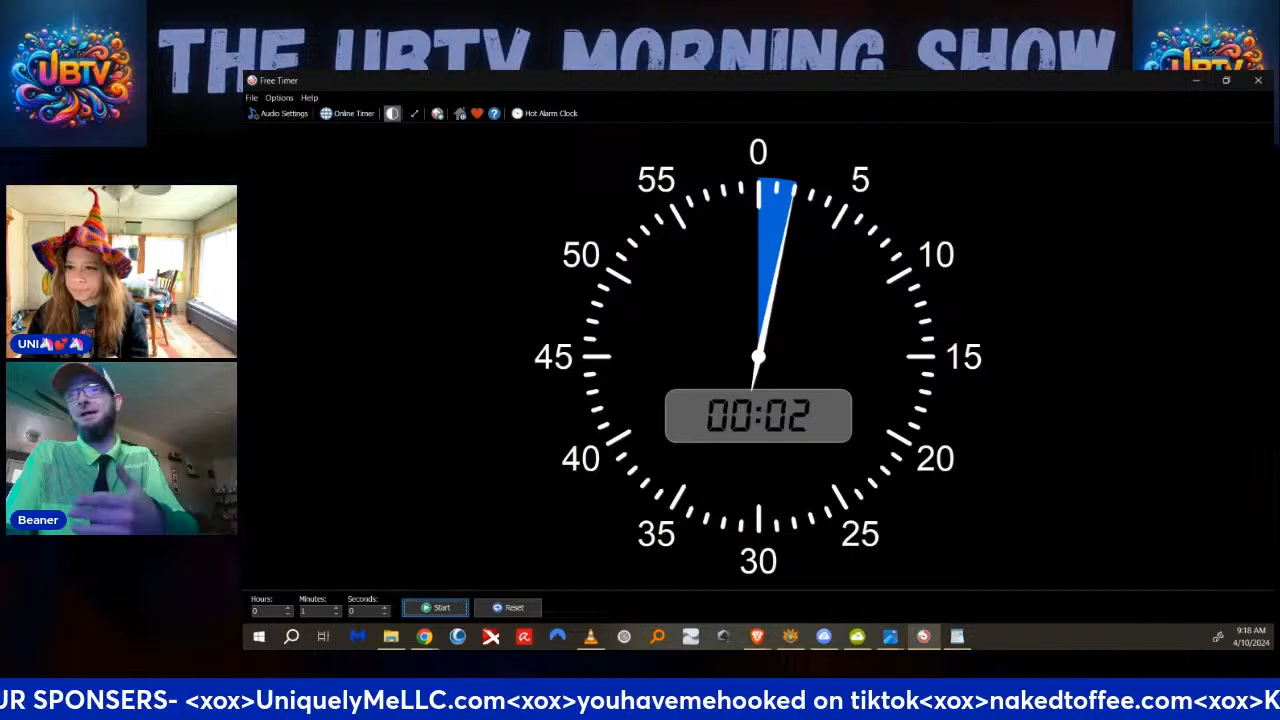 THE UBTV MORNING SHOW
UBTV
UBTV
Free Timer
File Options Help
Audio Settings Online Timer Hot Alarm Clock
0
55 5
50 10
45 15
00:02
40 20
35 25
30
UNI🦄💕🦄
Beaner
Hours: Minutes: Seconds:
0 1 0 Start Reset
9:18 AM
4/10/2024
UR SPONSERS- <xox>UniquelyMeLLC.com<xox>youhavemehooked on tiktok<xox>nakedtoffee.com<xox>K